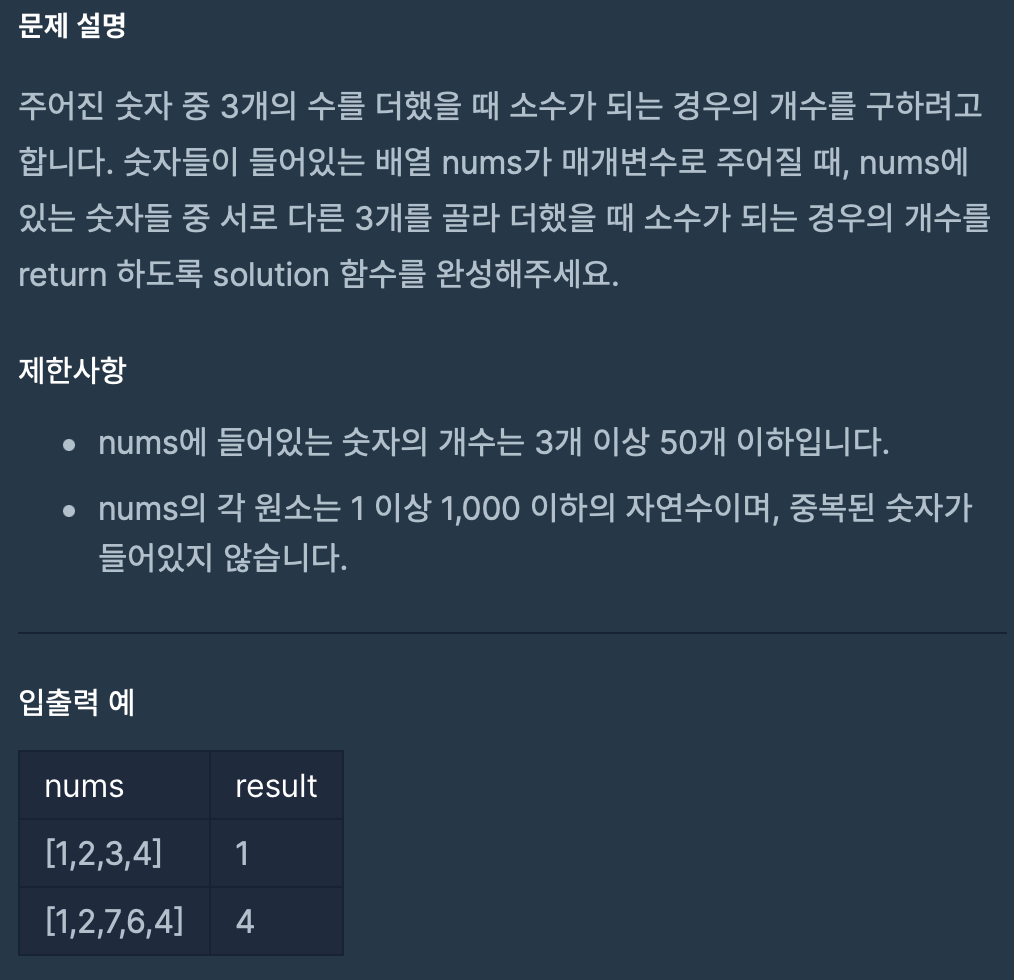 문제 설명
주어진 숫자 중 3개의 수를 더했을 때 소수가 되는 경우의 개수를 구하려고
합니다. 숫자들이 들어있는 배열 nums가 매개변수로 주어질 때, nums에
있는 숫자들 중 서로 다른 3개를 골라 더했을 때 소수가 되는 경우의 개수를
return 하도록 solution 함수를 완성해주세요.
제한사항
• nums에 들어있는 숫자의 개수는 3개 이상 50개 이하입니다.
• nums의 각 원소는 1 이상 1,000 이하의 자연수이며, 중복된 숫자가
들어있지 않습니다.
입출력 예
nums result
[1,2,3,4] 1
[1,2,7,6,4] 4